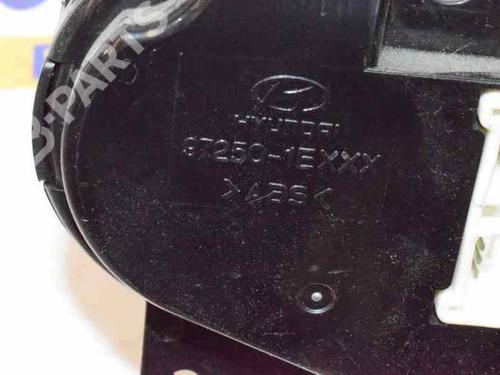 B-PARTS
HYUNDAI
97250-1EXXX
>ABS<